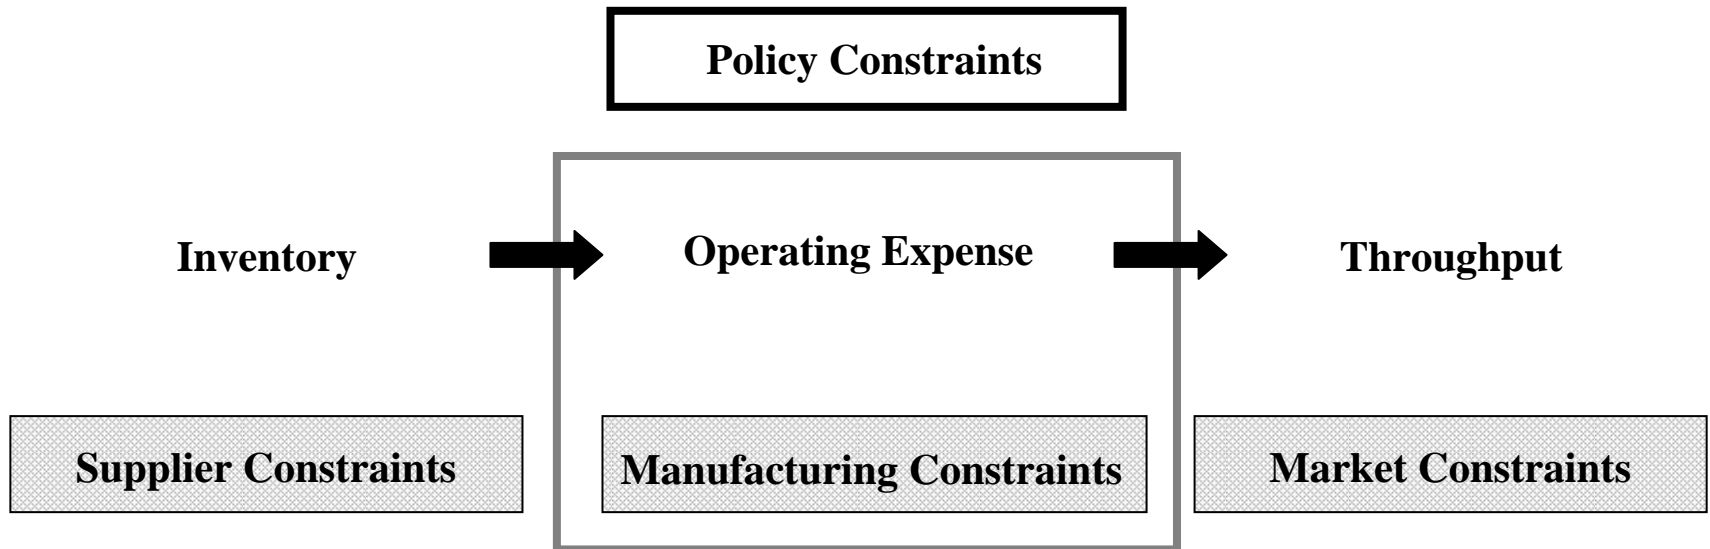 Policy Constraints
Inventory
Operating Expense
Throughput
Supplier Constraints
Manufacturing Constraints
Market Constraints